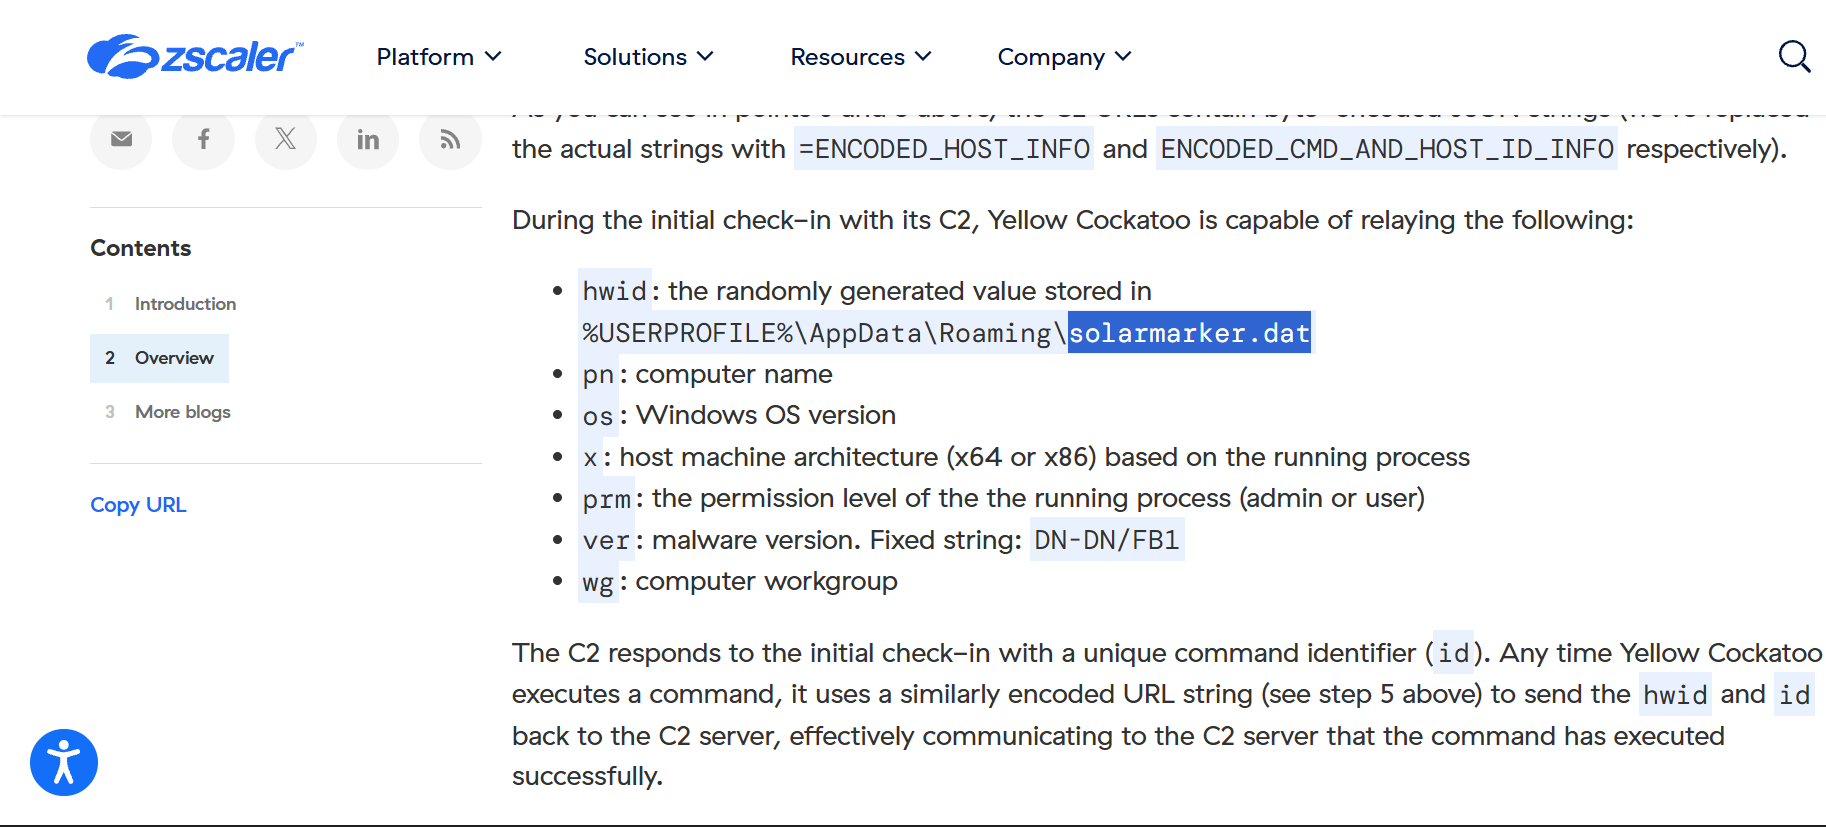 zscaler™
Platform
Solutions
Resources
Company
the actual strings with =ENCODED_HOST_INFO and ENCODED_CMD_AND_HOST_ID_INFO respectively).
During the initial check-in with its C2, Yellow Cockatoo is capable of relaying the following:
Contents
1 Introduction
2 Overview
3 More blogs
Copy URL
• hwid: the randomly generated value stored in
%USERPROFILE%\AppData\Roaming\solarmarker.dat
• pn: computer name
• os: Windows OS version
• x: host machine architecture (x64 or x86) based on the running process
• prm: the permission level of the the running process (admin or user)
• ver: malware version. Fixed string: DN-DN/FB1
• wg: computer workgroup
The C2 responds to the initial check-in with a unique command identifier (id). Any time Yellow Cockatoo
executes a command, it uses a similarly encoded URL string (see step 5 above) to send the hwid and id
back to the C2 server, effectively communicating to the C2 server that the command has executed
successfully.